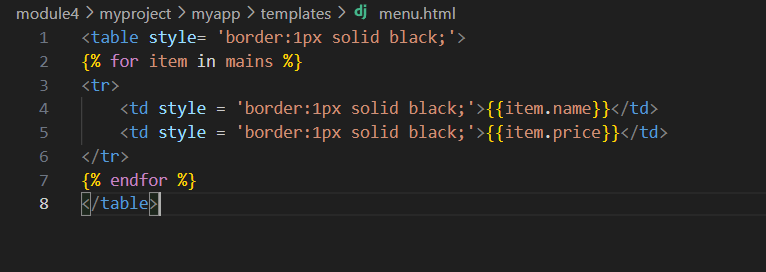 module4 > myproject > myapp > templates > dj menu.html
1 <table style= 'border:1px solid black;'>
2 {% for item in mains %}
3 <tr>
4     <td style = 'border:1px solid black;'>{{item.name}}</td>
5     <td style = 'border:1px solid black;'>{{item.price}}</td>
6 </tr>
7 {% endfor %}
8 </table>